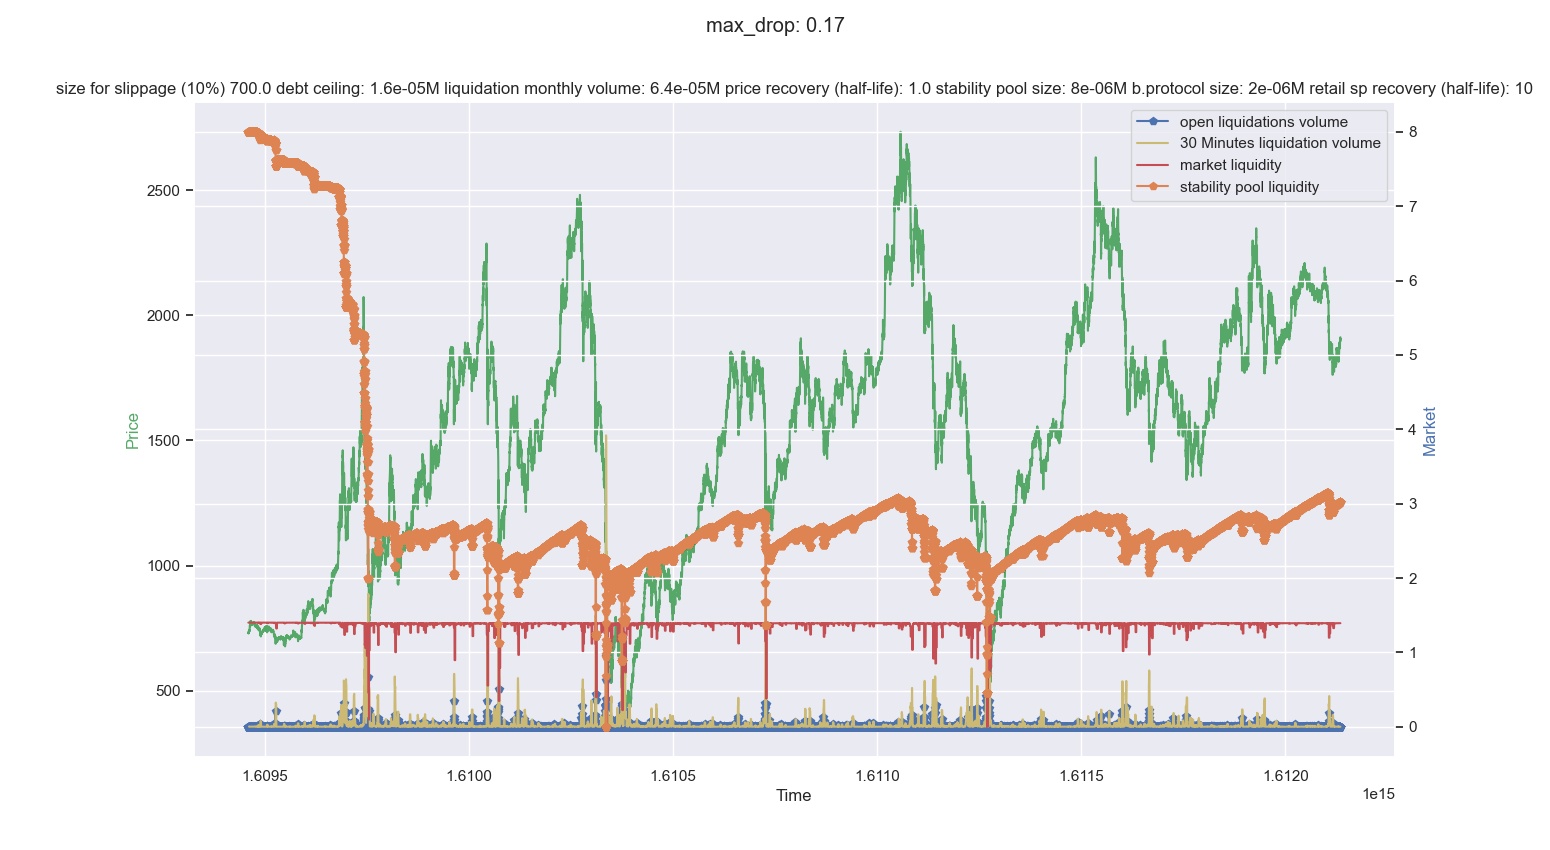 max_drop: 0.17
size for slippage (10%) 700.0 debt ceiling: 1.6e-05M liquidation monthly volume: 6.4e-05M price recovery (half-life): 1.0 stability pool size: 8e-06M b.protocol size: 2e-06M retail sp recovery (half-life): 10
open liquidations volume
30 Minutes liquidation volume
market liquidity
stability pool liquidity
2500
2000
1500
1000
500
Price
8
7
6
5
4
3
2
1
0
Market
1.6095
1.6100
1.6105
1.6110
1.6115
1.6120
1e15
Time